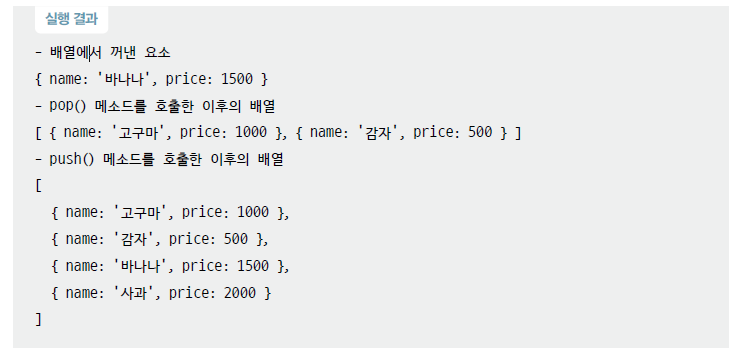 실행 결과
- 배열에서 꺼낸 요소
{ name: '바나나', price: 1500 }
- pop() 메소드를 호출한 이후의 배열
[ { name: '고구마', price: 1000 }, { name: '감자', price: 500 } ]
- push() 메소드를 호출한 이후의 배열
[
{ name: '고구마', price: 1000 },
{ name: '감자', price: 500 },
{ name: '바나나', price: 1500 },
{ name: '사과', price: 2000 }
]